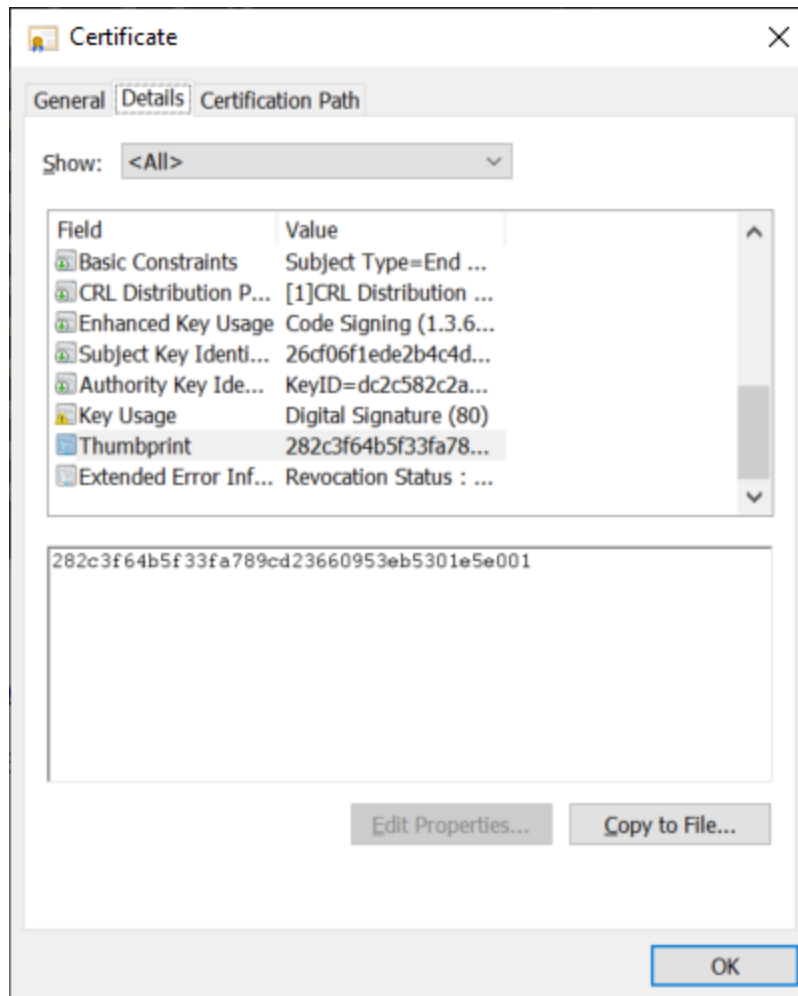 Certificate
General Details Certification Path
Show: <All>
Field Value
Basic Constraints Subject Type=End ...
CRL Distribution P... [1]CRL Distribution ...
Enhanced Key Usage Code Signing (1.3.6...
Subject Key Identi... 26cf06f1ede2b4c4d...
Authority Key Ide... KeyID=dc2c582c2a...
Key Usage Digital Signature (80)
Thumbprint 282c3f64b5f33fa78...
Extended Error Inf... Revocation Status : ...
282c3f64b5f33fa789cd23660953eb5301e5e001
Edit Properties... Copy to File...
OK